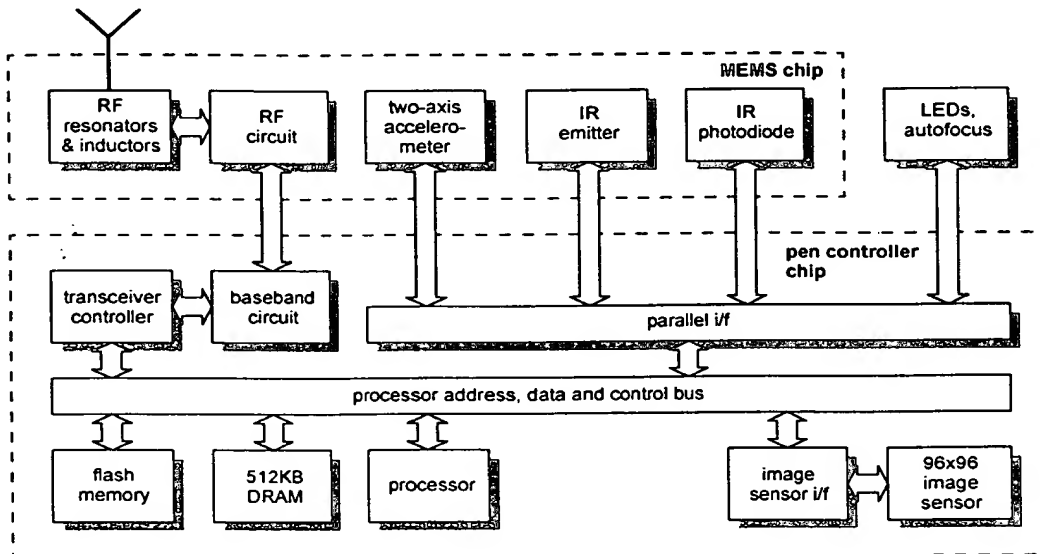 MEMS chip
RF
resonators
& inductors
RF
circuit
two-axis
accelero-
meter
IR
emitter
IR
photodiode
LEDs,
autofocus
pen controller
chip
transceiver
controller
baseband
circuit
parallel i/f
processor address, data and control bus
flash
memory
512KB
DRAM
processor
image
sensor i/f
96x96
image
sensor